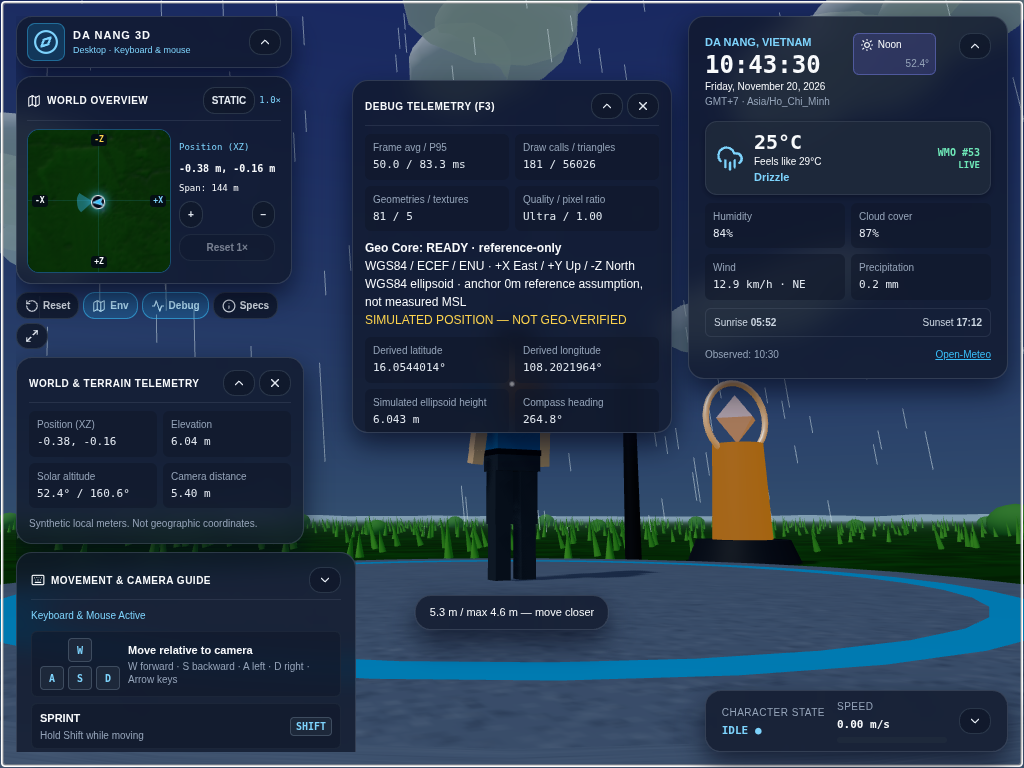 DA NANG 3D
Desktop · Keyboard & mouse
WORLD OVERVIEW
STATIC
1.0×
-Z
-X
+X
+Z
Position (XZ)
-0.38 m, -0.16 m
Span: 144 m
+
−
Reset 1×
Reset
Env
Debug
Specs
WORLD & TERRAIN TELEMETRY
Position (XZ)
-0.38, -0.16
Elevation
6.04 m
Solar altitude
52.4° / 160.6°
Camera distance
5.40 m
Synthetic local meters. Not geographic coordinates.
MOVEMENT & CAMERA GUIDE
Keyboard & Mouse Active
W
A S D
Move relative to camera
W forward · S backward · A left · D right ·
Arrow keys
SPRINT
Hold Shift while moving
SHIFT
DEBUG TELEMETRY (F3)
Frame avg / P95
50.0 / 83.3 ms
Draw calls / triangles
181 / 56026
Geometries / textures
81 / 5
Quality / pixel ratio
Ultra / 1.00
Geo Core: READY · reference-only
WGS84 / ECEF / ENU · +X East / +Y Up / -Z North
WGS84 ellipsoid · anchor 0m reference assumption,
not measured MSL
SIMULATED POSITION — NOT GEO-VERIFIED
Derived latitude
16.0544014°
Derived longitude
108.2021964°
Simulated ellipsoid height
6.043 m
Compass heading
264.8°
5.3 m / max 4.6 m — move closer
DA NANG, VIETNAM
10:43:30
Friday, November 20, 2026
GMT+7 · Asia/Ho_Chi_Minh
Noon
52.4°
25°C
Feels like 29°C
Drizzle
WMO #53
LIVE
Humidity
84%
Cloud cover
87%
Wind
12.9 km/h · NE
Precipitation
0.2 mm
Sunrise 05:52
Sunset 17:12
Observed: 10:30
Open-Meteo
CHARACTER STATE
IDLE ●
SPEED
0.00 m/s